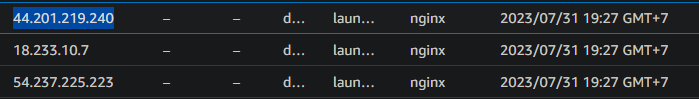 44.201.219.240 – – d... laun... nginx 2023/07/31 19:27 GMT+7
18.233.10.7 – – d... laun... nginx 2023/07/31 19:27 GMT+7
54.237.225.223 – – d... laun... nginx 2023/07/31 19:27 GMT+7